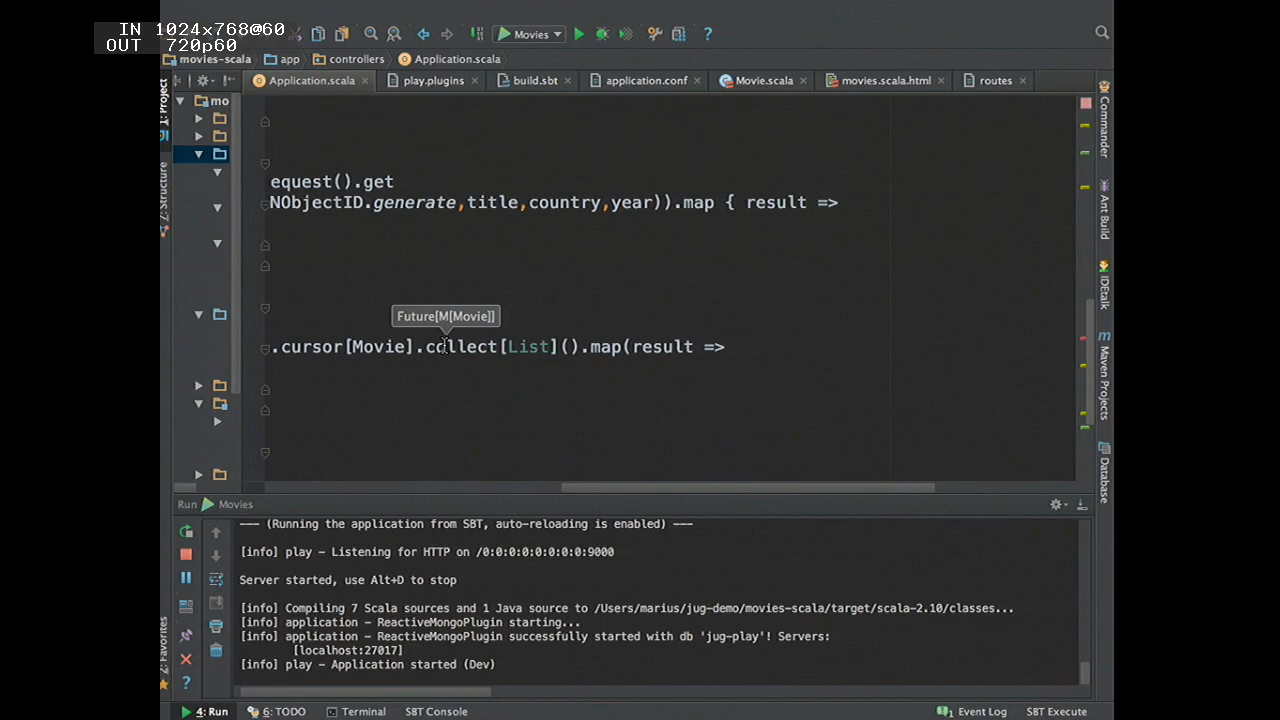 IN 1024x768@60
OUT 720p60
Movies
movies-scala app controllers Application.scala
Application.scala play.plugins build.sbt application.conf Movie.scala movies.scala.html routes
1: Project
Z: Structure
2: Favorites
mo
equest().get
NObjectID.generate,title,country,year)).map { result =>
Future[M[Movie]]
.cursor[Movie].collect[List]().map(result =>
Commander
Ant Build
IDEtalk
Maven Projects
Database
Run Movies
--- (Running the application from SBT, auto-reloading is enabled) ---
[info] play - Listening for HTTP on /0:0:0:0:0:0:0:0:9000
Server started, use Alt+D to stop
[info] Compiling 7 Scala sources and 1 Java source to /Users/marius/jug-demo/movies-scala/target/scala-2.10/classes...
[info] application - ReactiveMongoPlugin starting...
[info] application - ReactiveMongoPlugin successfully started with db 'jug-play'! Servers:
[localhost:27017]
[info] play - Application started (Dev)
4: Run 6: TODO Terminal SBT Console 1 Event Log SBT Execute